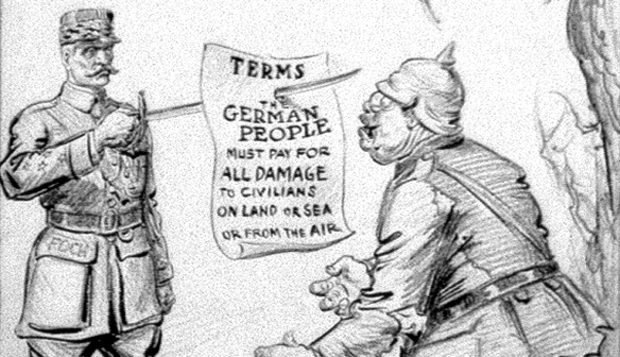 TERMS
THE
GERMAN
PEOPLE
MUST PAY FOR
ALL DAMAGE
TO CIVILIANS
ON LAND OR SEA
OR FROM THE AIR
FOCH